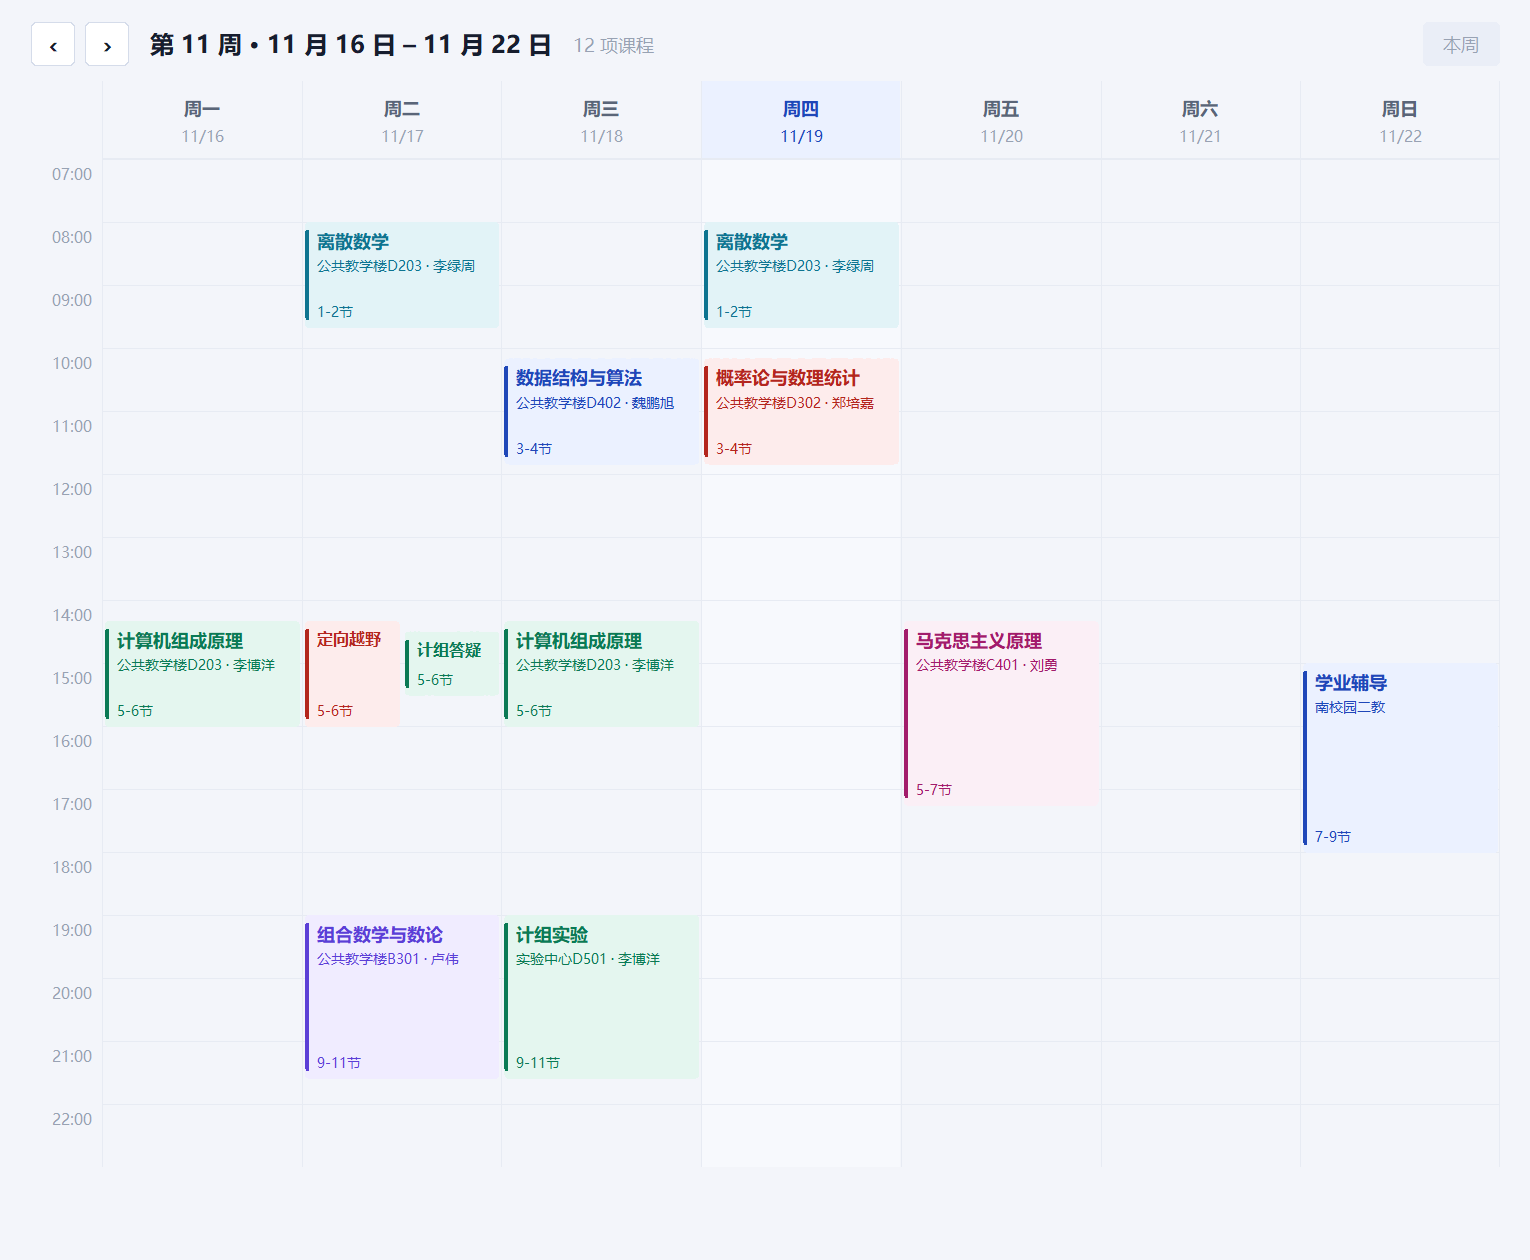 ‹
›
第 11 周 • 11 月 16 日 – 11 月 22 日
12 项课程
本周
周一
11/16
周二
11/17
周三
11/18
周四
11/19
周五
11/20
周六
11/21
周日
11/22
07:00
08:00
09:00
10:00
11:00
12:00
13:00
14:00
15:00
16:00
17:00
18:00
19:00
20:00
21:00
22:00
计算机组成原理
公共教学楼D203 · 李博洋
5-6节
离散数学
公共教学楼D203 · 李绿周
1-2节
定向越野
5-6节
计组答疑
5-6节
组合数学与数论
公共教学楼B301 · 卢伟
9-11节
数据结构与算法
公共教学楼D402 · 魏鹏旭
3-4节
计算机组成原理
公共教学楼D203 · 李博洋
5-6节
计组实验
实验中心D501 · 李博洋
9-11节
离散数学
公共教学楼D203 · 李绿周
1-2节
概率论与数理统计
公共教学楼D302 · 郑培嘉
3-4节
马克思主义原理
公共教学楼C401 · 刘勇
5-7节
学业辅导
南校园二教
7-9节